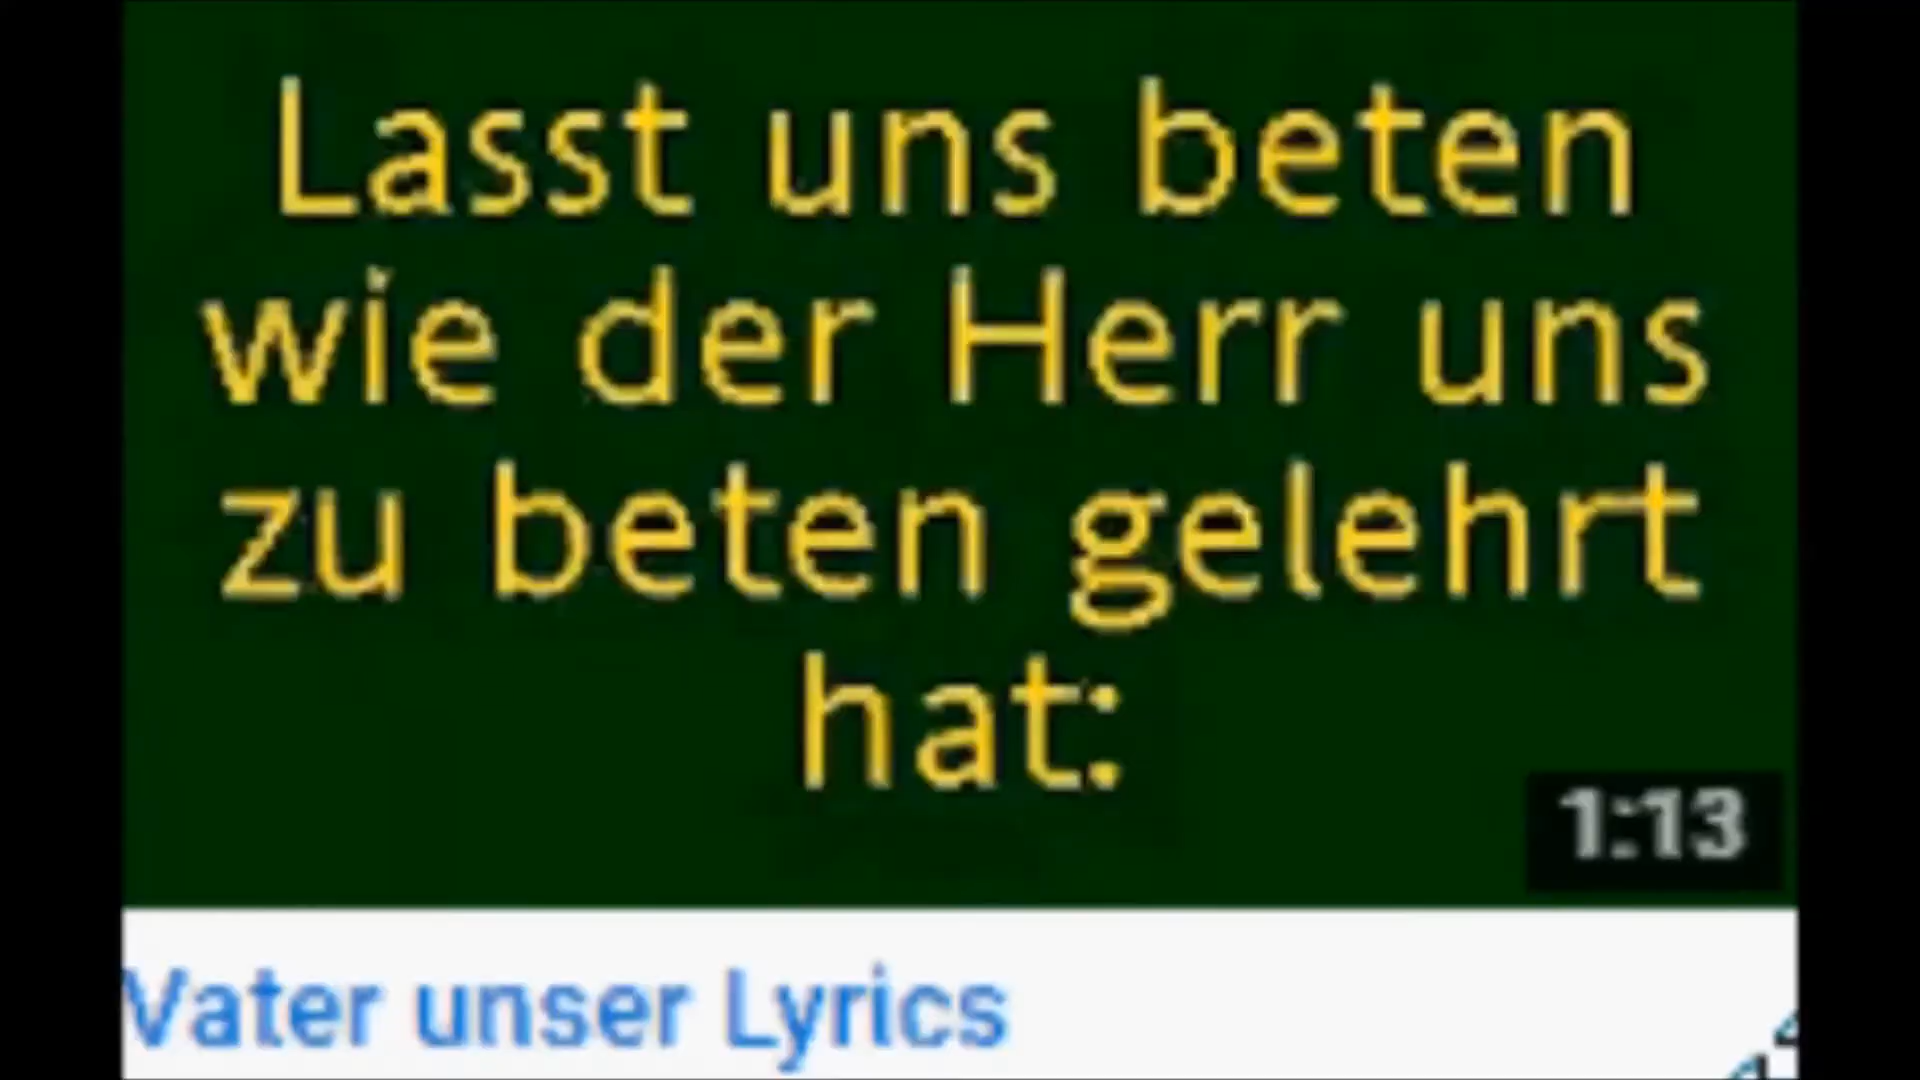 Lasst uns beten
wie der Herr uns
zu beten gelehrt
hat:
1:13
Vater unser Lyrics